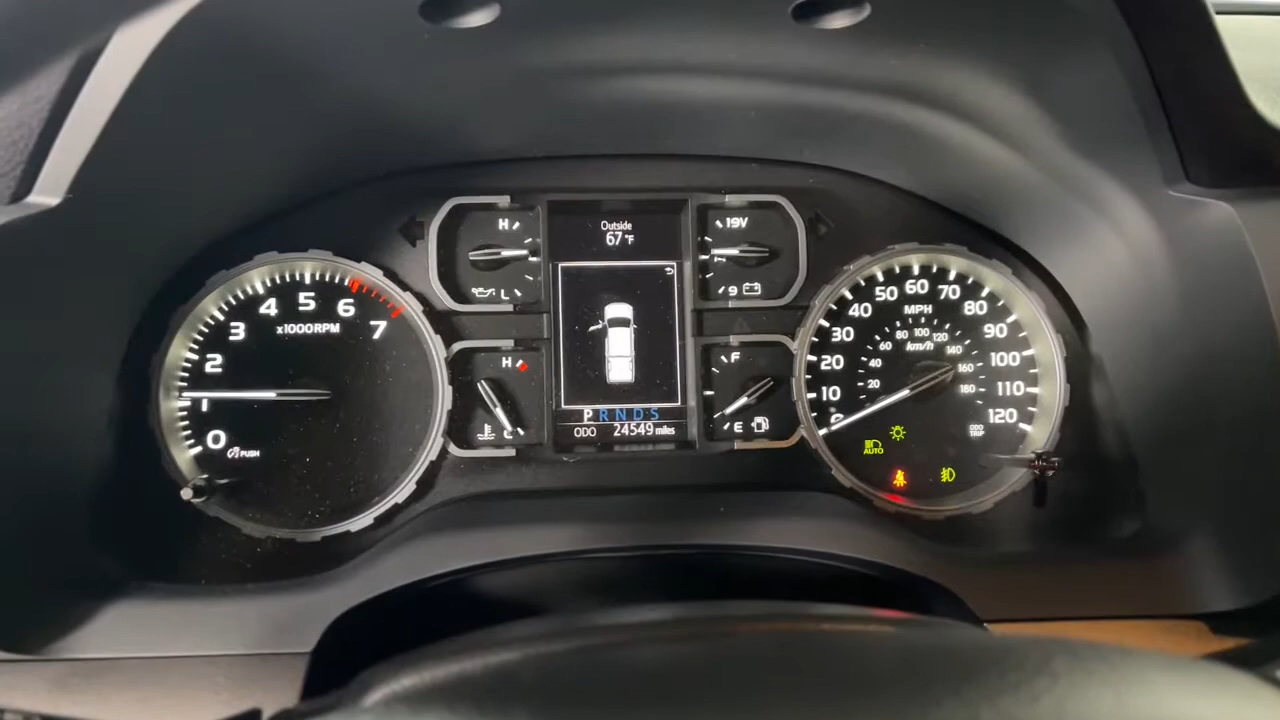 Outside
67°F
H
L
19V
9
0
1
2
3
4
5
6
7
x1000RPM
PUSH
H
C
F
E
P R N D S
ODO 24549 miles
0
10
20
30
40
50
60
70
80
90
100
110
120
MPH
20
40
60
80
100
120
140
160
180
km/h
ODO
TRIP
AUTO